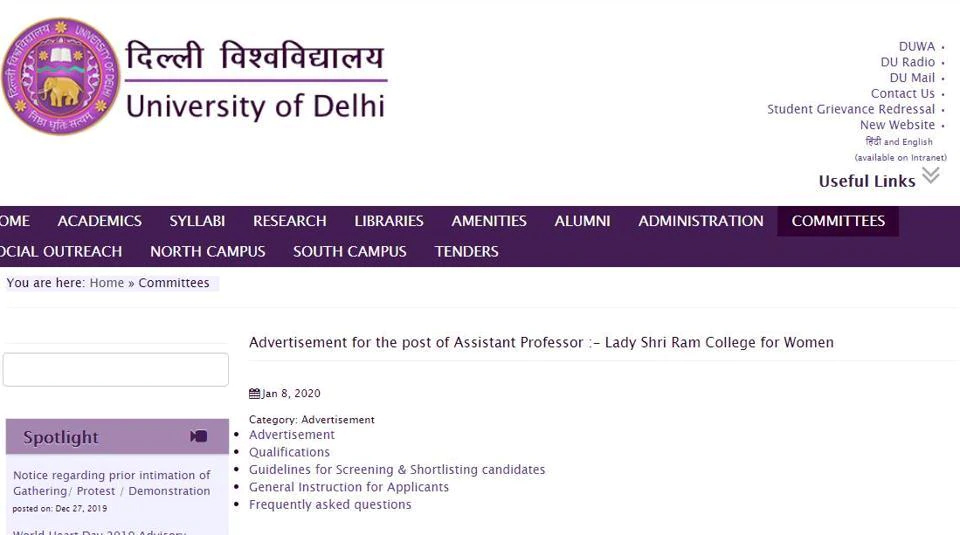 दिल्ली विश्वविद्यालय
University of Delhi
UNIVERSITY OF DELHI
दिल्ली विश्वविद्यालय
निष्ठा धृतिः सत्यम्
DUWA
DU Radio
DU Mail
Contact Us
Student Grievance Redressal
New Website
हिंदी and English
(available on Intranet)
Useful Links
OME ACADEMICS SYLLABI RESEARCH LIBRARIES AMENITIES ALUMNI ADMINISTRATION COMMITTEES
OCIAL OUTREACH NORTH CAMPUS SOUTH CAMPUS TENDERS
You are here: Home » Committees
Advertisement for the post of Assistant Professor :- Lady Shri Ram College for Women
Jan 8, 2020
Category: Advertisement
Advertisement
Qualifications
Guidelines for Screening & Shortlisting candidates
General Instruction for Applicants
Frequently asked questions
Spotlight
Notice regarding prior intimation of
Gathering/ Protest / Demonstration
posted on: Dec 27, 2019
World Heart Day 2019 Advisory